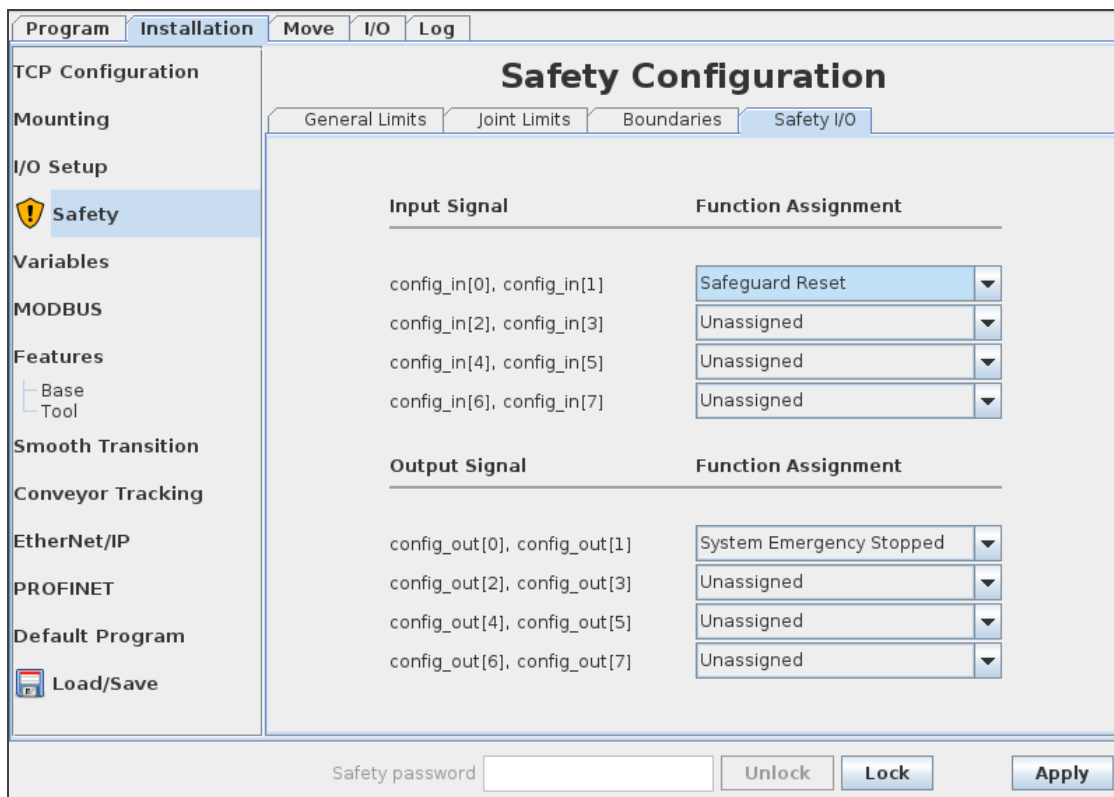 Program Installation Move I/O Log
TCP Configuration
Mounting
I/O Setup
Safety
Variables
MODBUS
Features
Base
Tool
Smooth Transition
Conveyor Tracking
EtherNet/IP
PROFINET
Default Program
Load/Save
Safety Configuration
General Limits Joint Limits Boundaries Safety I/O
Input Signal Function Assignment
config_in[0], config_in[1] Safeguard Reset
config_in[2], config_in[3] Unassigned
config_in[4], config_in[5] Unassigned
config_in[6], config_in[7] Unassigned
Output Signal Function Assignment
config_out[0], config_out[1] System Emergency Stopped
config_out[2], config_out[3] Unassigned
config_out[4], config_out[5] Unassigned
config_out[6], config_out[7] Unassigned
Safety password Unlock Lock Apply